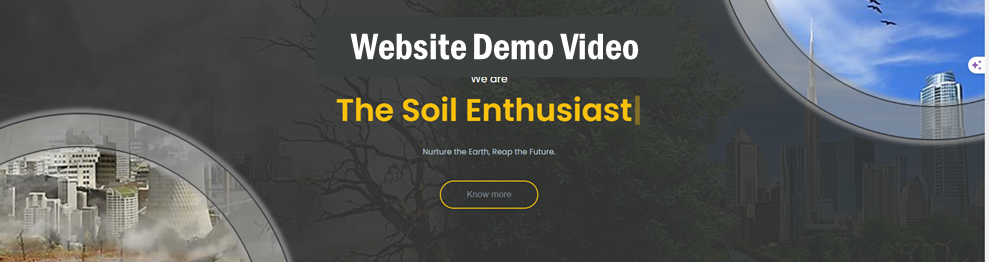 Website Demo Video
We are
The Soil Enthusiast
Nurture the Earth, Reap the Future.
Know more